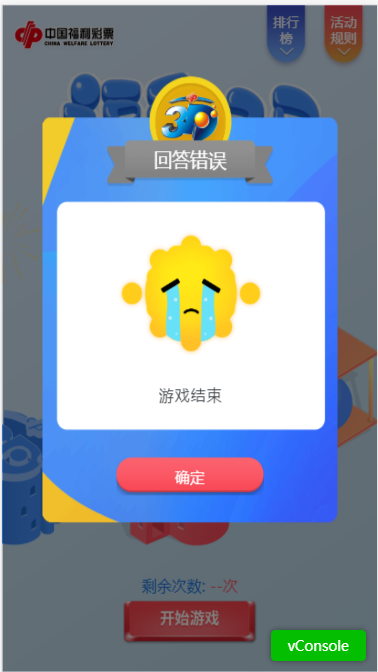 中国福利彩票
CHINA WELFARE LOTTERY
排行
榜
活动
规则
3D
回答错误
游戏结束
确定
剩余次数: --次
开始游戏
vConsole